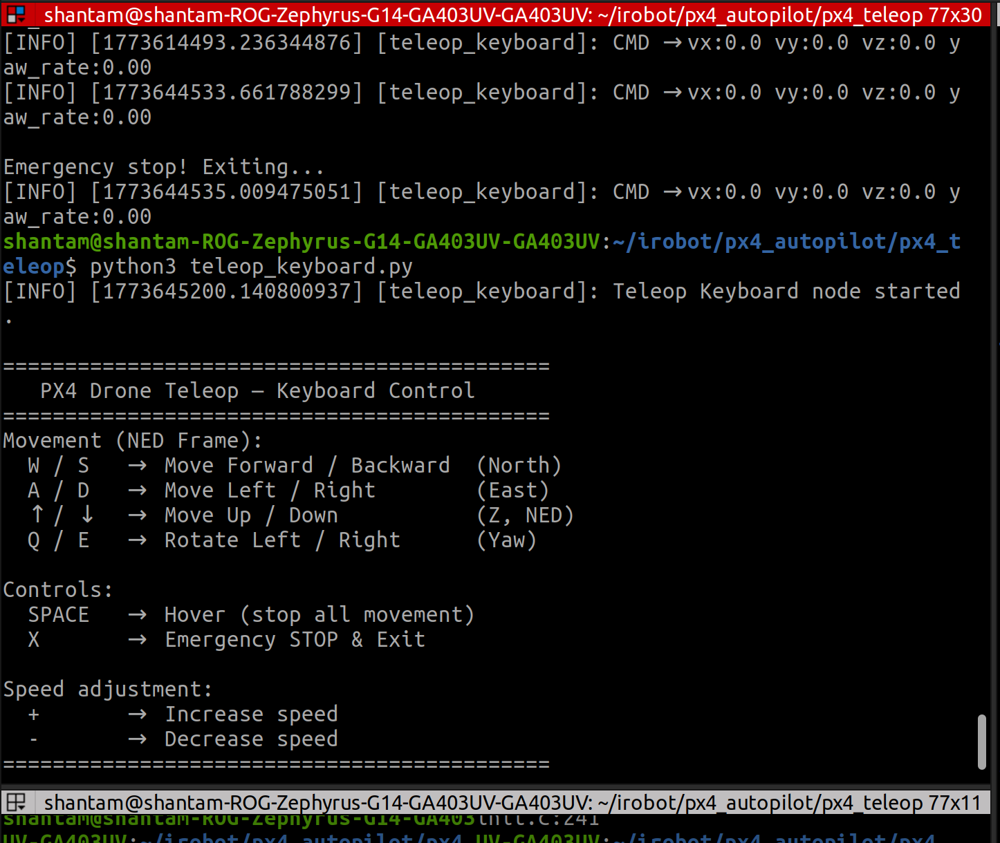 shantam@shantam-ROG-Zephyrus-G14-GA403UV-GA403UV: ~/irobot/px4_autopilot/px4_teleop 77x30
[INFO] [1773614493.236344876] [teleop_keyboard]: CMD → vx:0.0 vy:0.0 vz:0.0 y
aw_rate:0.00
[INFO] [1773644533.661788299] [teleop_keyboard]: CMD → vx:0.0 vy:0.0 vz:0.0 y
aw_rate:0.00
Emergency stop! Exiting...
[INFO] [1773644535.009475051] [teleop_keyboard]: CMD → vx:0.0 vy:0.0 vz:0.0 y
aw_rate:0.00
shantam@shantam-ROG-Zephyrus-G14-GA403UV-GA403UV:~/irobot/px4_autopilot/px4_t
eleop$ python3 teleop_keyboard.py
[INFO] [1773645200.140800937] [teleop_keyboard]: Teleop Keyboard node started
.
============================================
PX4 Drone Teleop — Keyboard Control
============================================
Movement (NED Frame):
W / S → Move Forward / Backward (North)
A / D → Move Left / Right (East)
↑ / ↓ → Move Up / Down (Z, NED)
Q / E → Rotate Left / Right (Yaw)
Controls:
SPACE → Hover (stop all movement)
X → Emergency STOP & Exit
Speed adjustment:
+ → Increase speed
- → Decrease speed
============================================
shantam@shantam-ROG-Zephyrus-G14-GA403UV-GA403UV: ~/irobot/px4_autopilot/px4_teleop 77x11
shantam@shantam-ROG-Zephyrus-G14-GA403
UV-GA403UV:~/irobot/px4_autopilot/px4 UV-GA403UV:~/irobot/px4_autopilot/px4